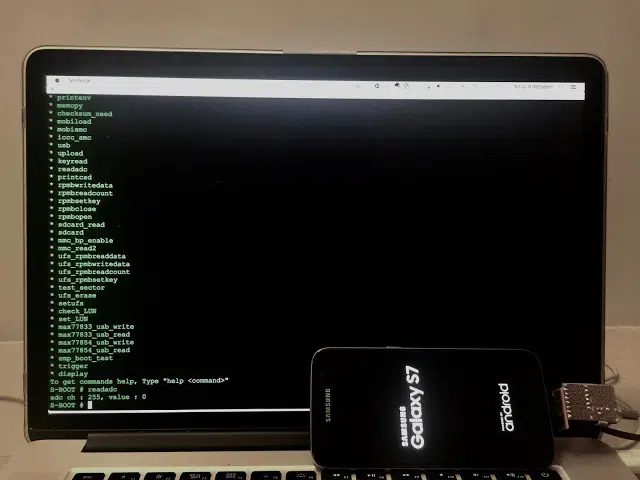 Terminal
* printenv
* memcpy
* checksum_need
* mobiload
* mobismc
* iccc_smc
* usb
* upload
* keyread
* readadc
* printcsd
* rpmbwritedata
* rpmbreadcount
* rpmbsetkey
* rpmbclose
* rpmbopen
* sdcard_read
* sdcard
* mmc_bp_enable
* mmc_read2
* ufs_rpmbreaddata
* ufs_rpmbwritedata
* ufs_rpmbreadcount
* ufs_rpmbsetkey
* test_sector
* ufs_erase
* setufs
* check_LUN
* set_LUN
* max77833_usb_write
* max77833_usb_read
* max77854_usb_write
* max77854_usb_read
* smp_boot_test
* trigger
* display
To get commands help, Type "help <command>"
S-BOOT # readadc
adc ch : 255, value : 0
S-BOOT #
SAMSUNG
SAMSUNG
Galaxy S7
android
esc